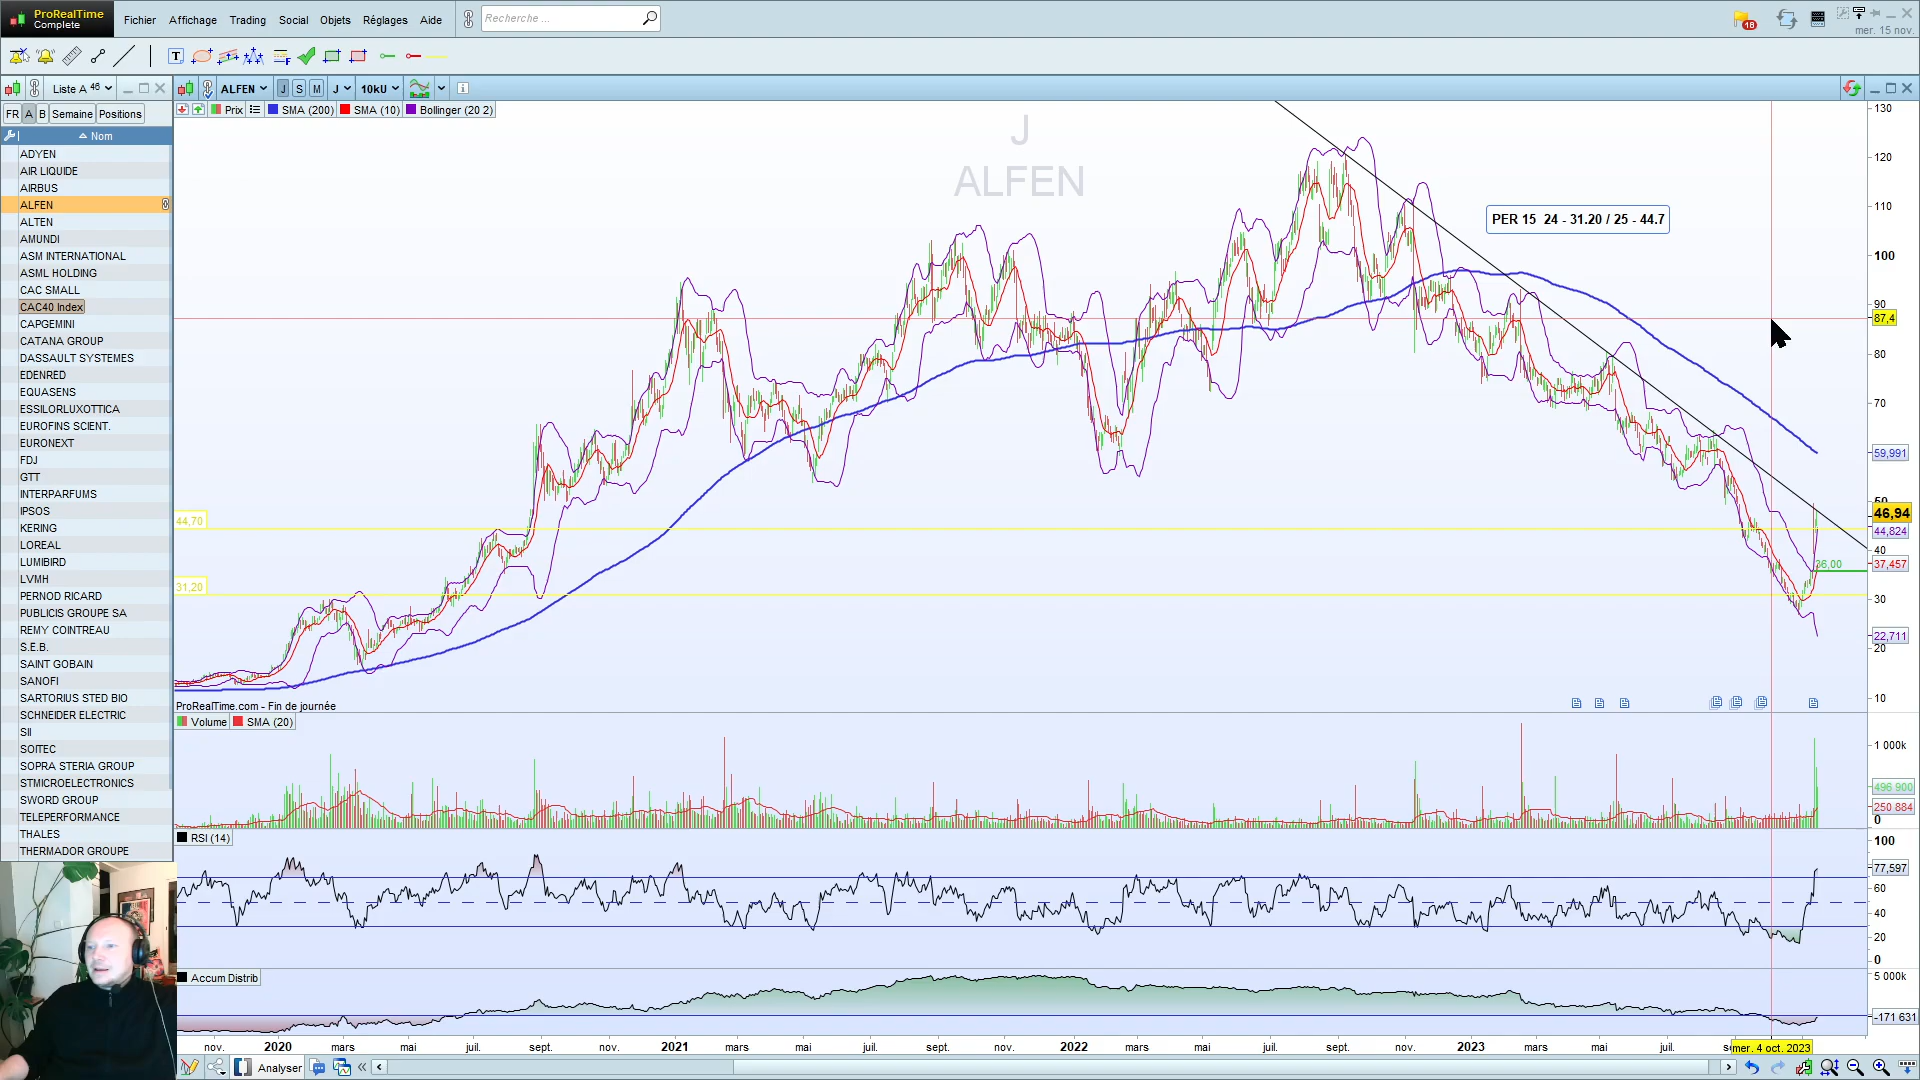 ProRealTime
Complete
Fichier Affichage Trading Social Objets Réglages Aide
Recherche ...
18
mer. 15 nov.
T
F
Liste A 46
ALFEN J S M J 10kU
FR A B Semaine Positions
Prix SMA (200) SMA (10) Bollinger (20 2)
Nom
ADYEN
AIR LIQUIDE
AIRBUS
ALFEN
ALTEN
AMUNDI
ASM INTERNATIONAL
ASML HOLDING
CAC SMALL
CAC40 Index
CAPGEMINI
CATANA GROUP
DASSAULT SYSTEMES
EDENRED
EQUASENS
ESSILORLUXOTTICA
EUROFINS SCIENT.
EURONEXT
FDJ
GTT
INTERPARFUMS
IPSOS
KERING
LOREAL
LUMIBIRD
LVMH
PERNOD RICARD
PUBLICIS GROUPE SA
REMY COINTREAU
S.E.B.
SAINT GOBAIN
SANOFI
SARTORIUS STED BIO
SCHNEIDER ELECTRIC
SII
SOITEC
SOPRA STERIA GROUP
STMICROELECTRONICS
SWORD GROUP
TELEPERFORMANCE
THALES
THERMADOR GROUPE
J
ALFEN
PER 15 24 - 31.20 / 25 - 44.7
130
120
110
100
90
87,4
80
70
59,991
50
46,94
44,824
40
37,457
30
22,711
20
10
44,70
31,20
36,00
ProRealTime.com - Fin de journée
Volume SMA (20)
1 000k
496 900
250 884
0
RSI (14)
100
77,597
60
40
20
0
Accum Distrib
5 000k
-171 631
nov. 2020 mars mai juil. sept. nov. 2021 mars mai juil. sept. nov. 2022 mars mai juil. sept. nov. 2023 mars mai juil. mer. 4 oct. 2023
Analyser